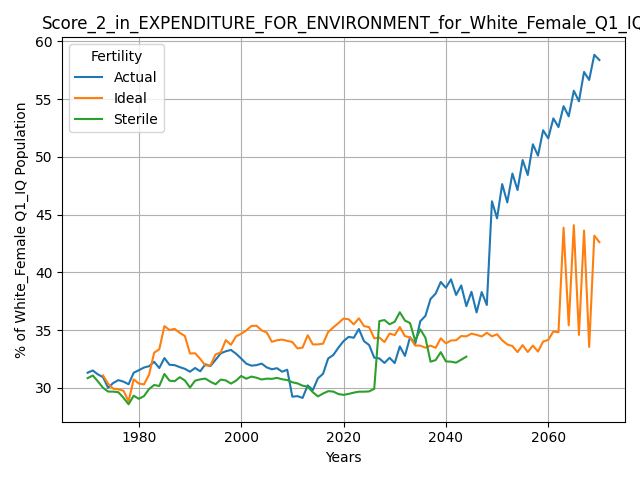 Score_2_in_EXPENDITURE_FOR_ENVIRONMENT_for_White_Female_Q1_IQ
60
55
50
45
40
35
30
% of White_Female Q1_IQ Population
Fertility
Actual
Ideal
Sterile
1980
2000
2020
2040
2060
Years